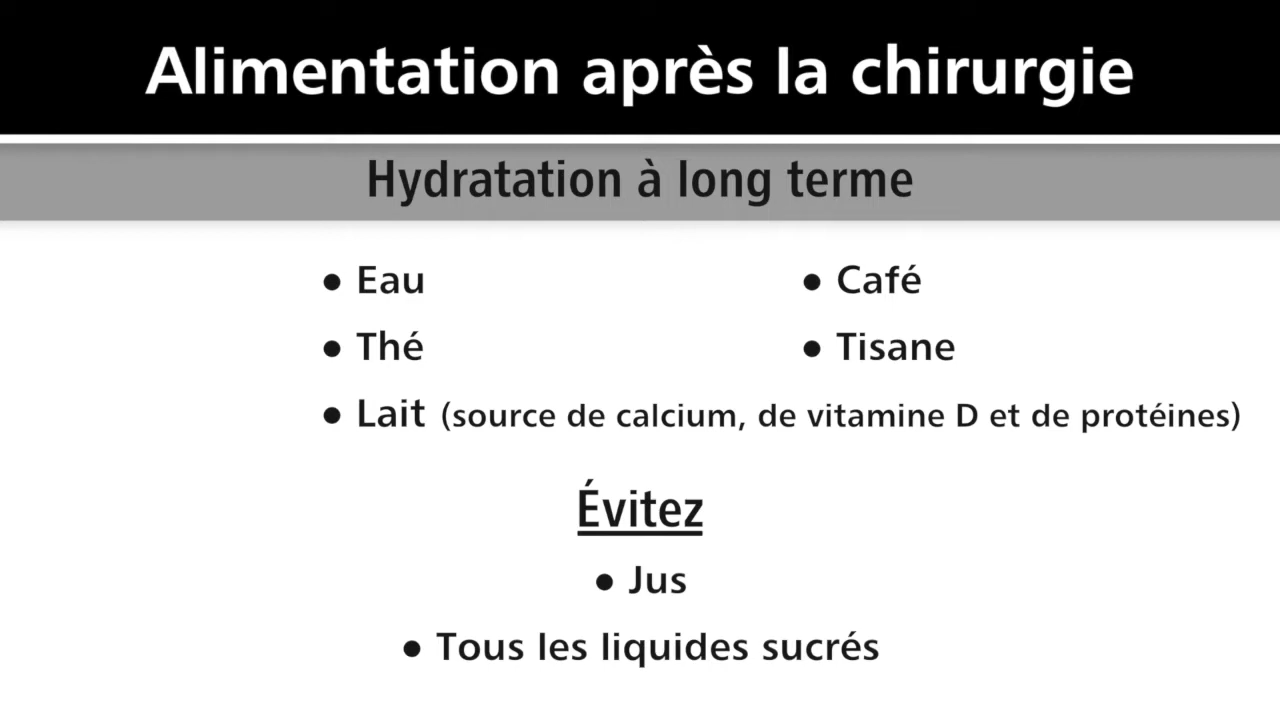 Alimentation après la chirurgie
Hydratation à long terme
● Eau
● Café
● Thé
● Tisane
● Lait (source de calcium, de vitamine D et de protéines)
Évitez
● Jus
● Tous les liquides sucrés